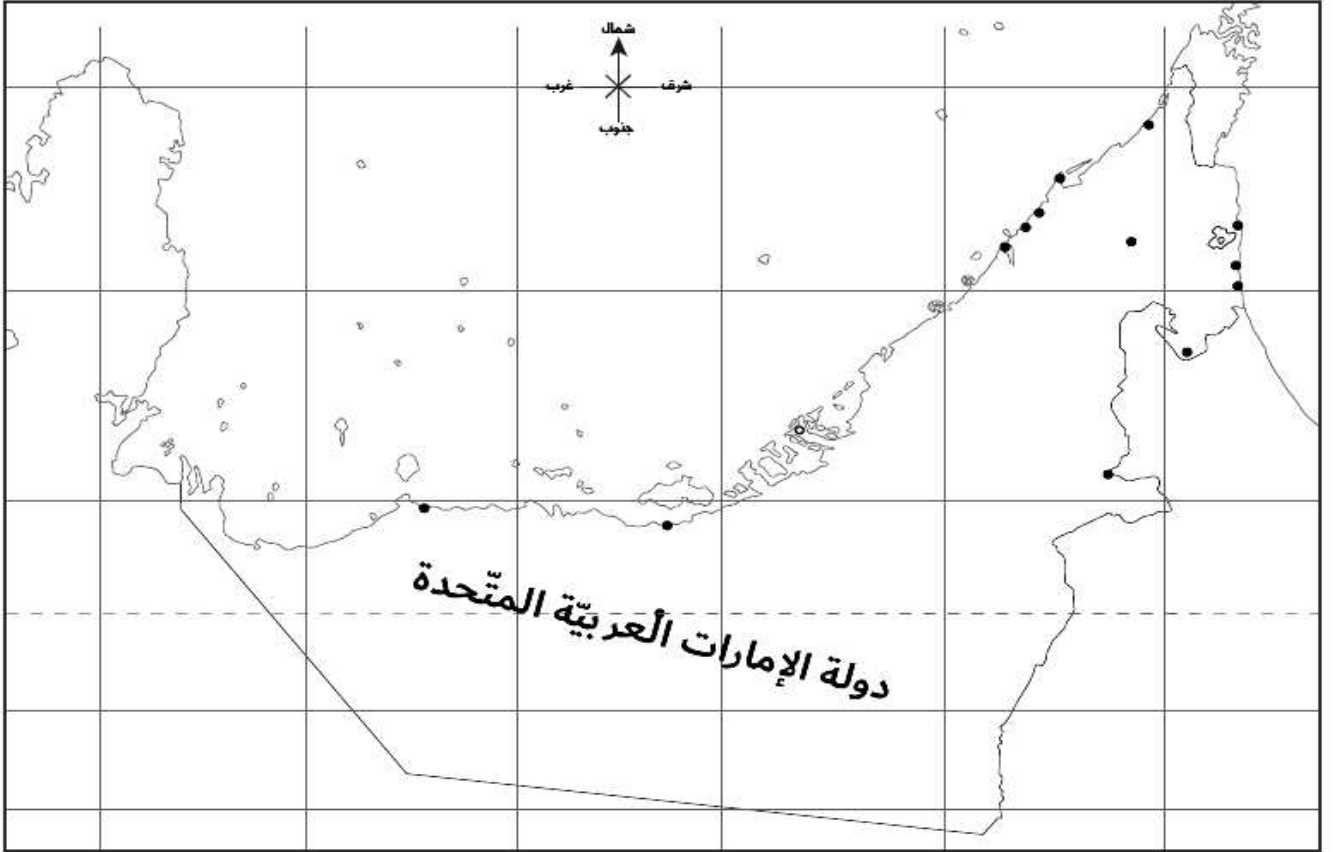 شمال
غرب
شرق
جنوب
دولة الإمارات العربيّة المتّحدة